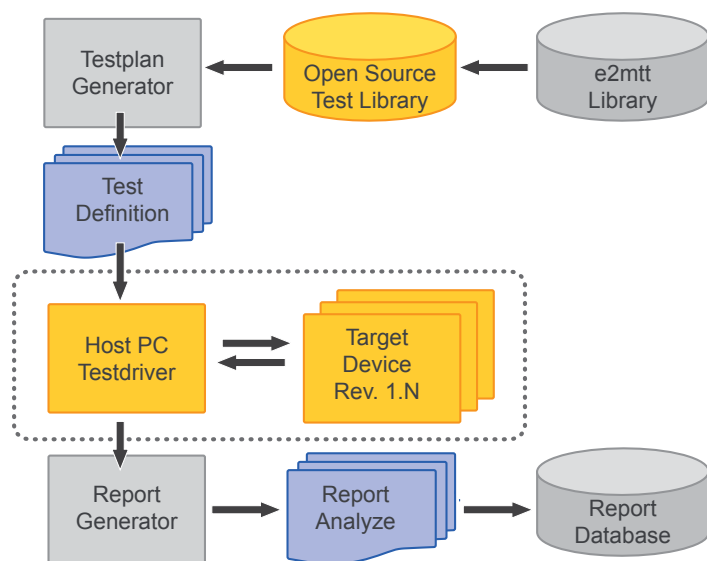 Testplan
Generator
Open Source
Test Library
e2mtt
Library
Test
Definition
Host PC
Testdriver
Target
Device
Rev. 1.N
Report
Generator
Report
Analyze
Report
Database